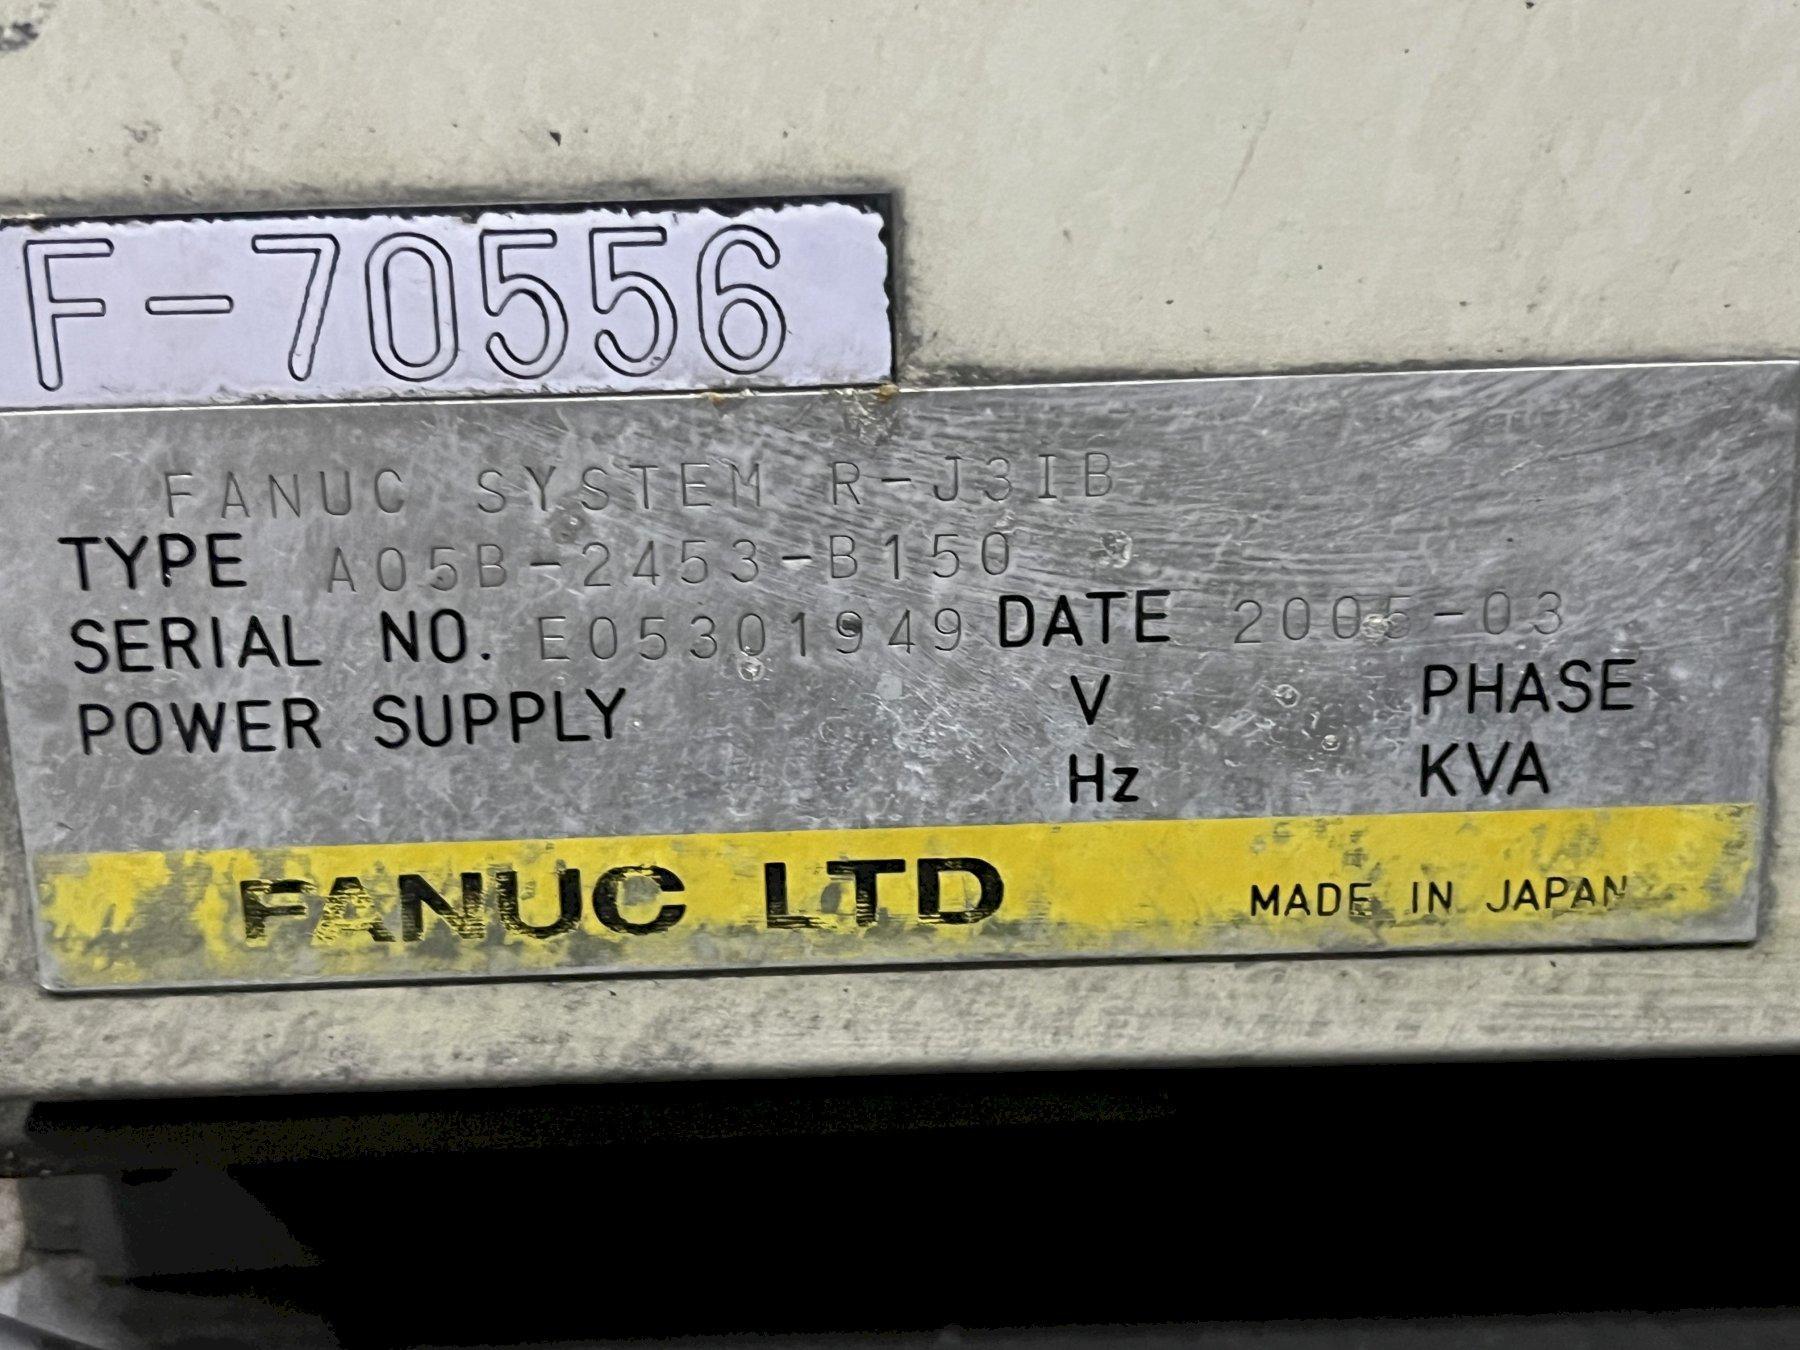 F-70556
FANUC SYSTEM R-J3IB
TYPE A05B-2453-B150
SERIAL NO. E05301949 DATE 2005-03
POWER SUPPLY V PHASE
Hz KVA
FANUC LTD MADE IN JAPAN